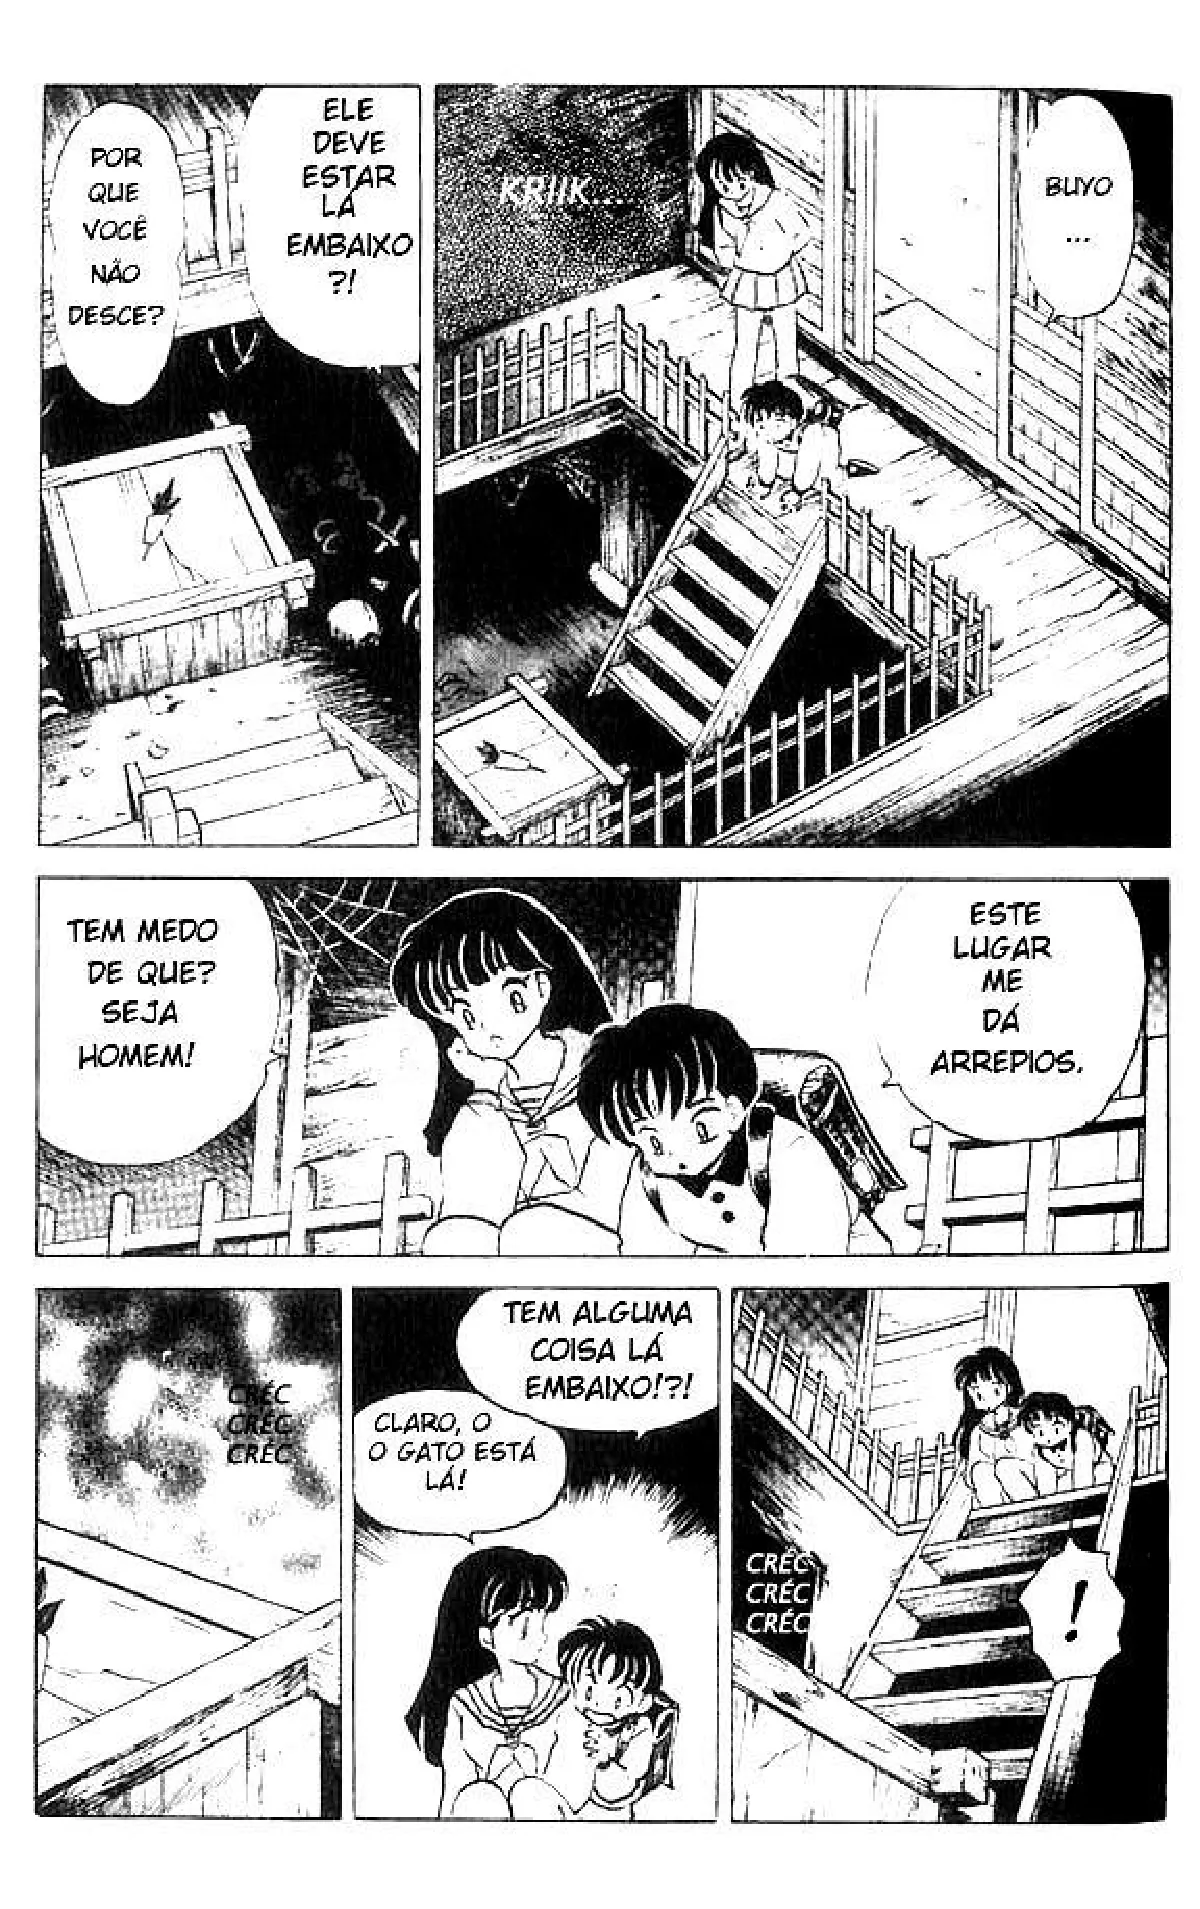 BUYO
...
KRIIK....
ELE
DEVE
ESTAR
LÁ
EMBAIXO
?!
POR
QUE
VOCÊ
NÃO
DESCE?
ESTE
LUGAR
ME
DÁ
ARREPIOS.
TEM MEDO
DE QUE?
SEJA
HOMEM!
!
CRÉC
CRÉC
CRÉC
TEM ALGUMA
COISA LÁ
EMBAIXO!?!
CLARO, O
O GATO ESTÁ
LÁ!
CRÉC
CRÉC
CRÉC